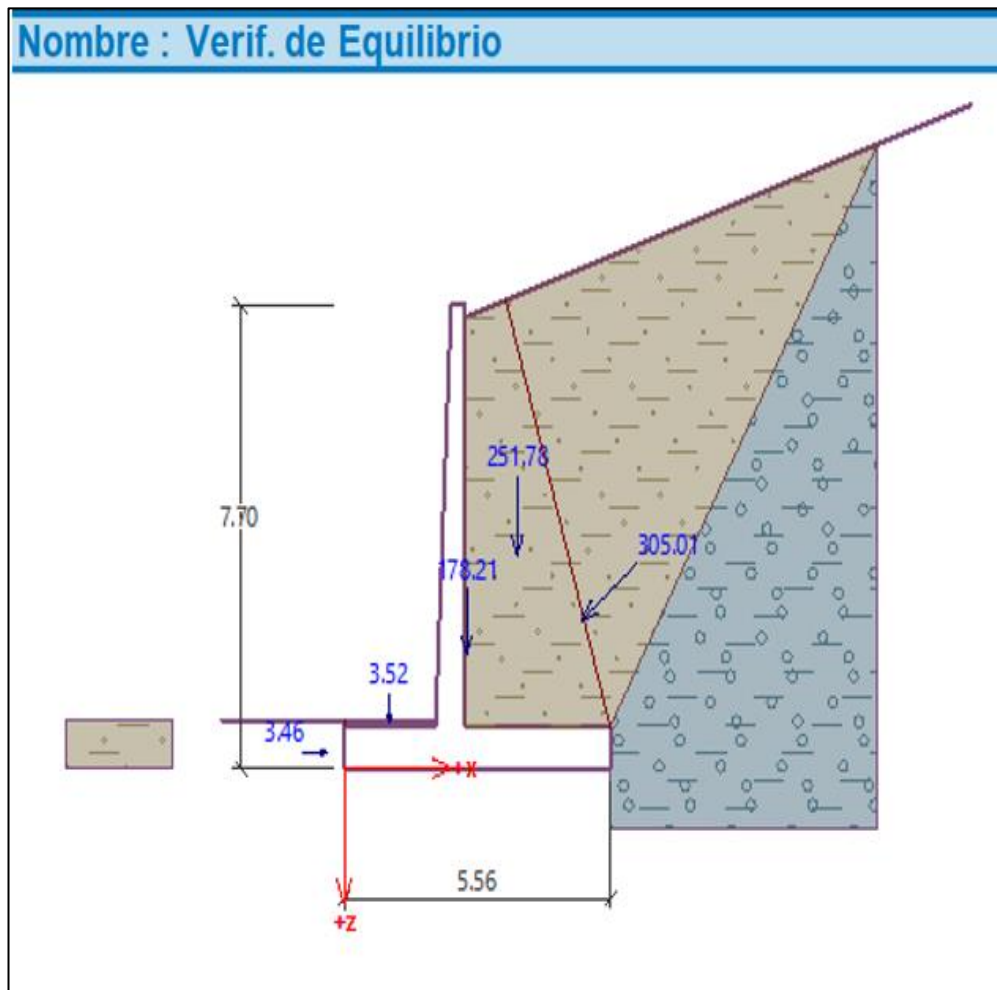 Nombre : Verif. de Equilibrio
251,78
305.01
7.70
178.21
3.52
3.46
+x
5.56
+z